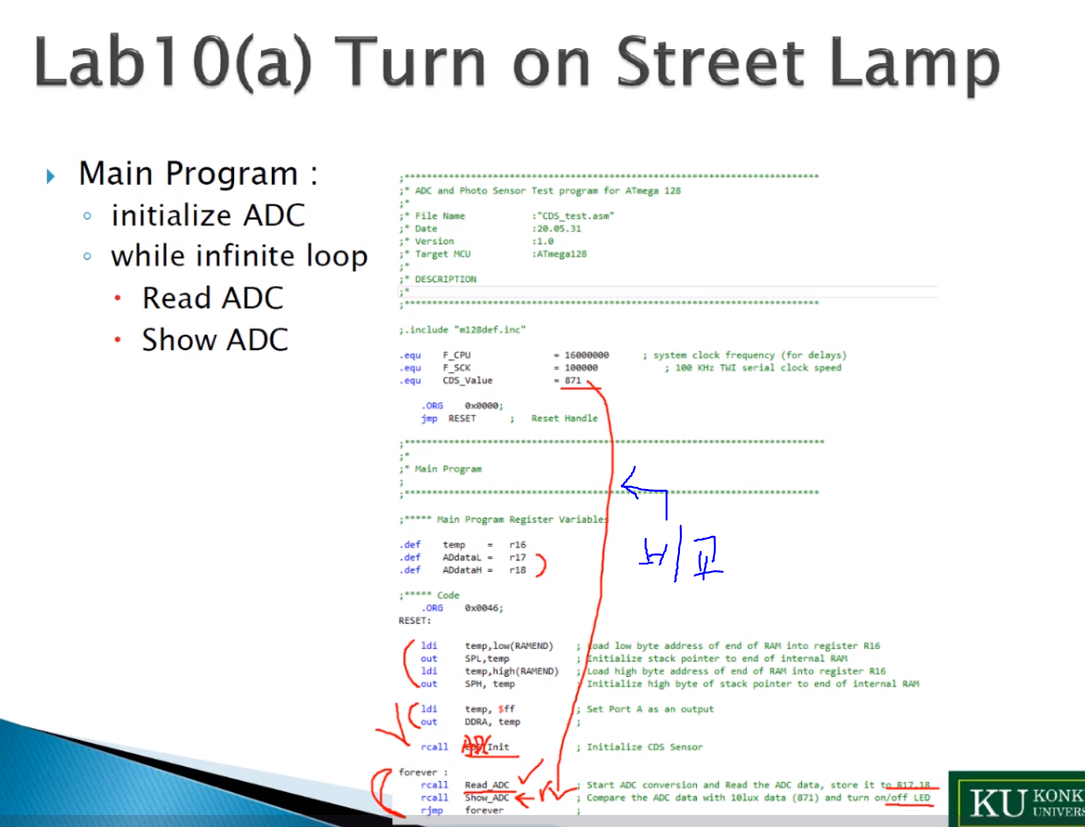 Lab10(a) Turn on Street Lamp
Main Program :
initialize ADC
while infinite loop
Read ADC
Show ADC
;******************************************************************************
;* ADC and Photo Sensor Test program for ATmega 128
;*
;* File Name :"CDS_test.asm"
;* Date :20.05.31
;* Version :1.0
;* Target MCU :ATmega128
;*
;* DESCRIPTION
;*
;******************************************************************************
;.include "m128def.inc"
.equ F_CPU = 16000000 ; system clock frequency (for delays)
.equ F_SCK = 100000 ; 100 KHz TWI serial clock speed
.equ CDS_Value = 871
.ORG 0x0000;
jmp RESET ; Reset Handle
;******************************************************************************
;*
;* Main Program
;
;******************************************************************************
비교
;***** Main Program Register Variables
.def temp = r16
.def ADdataL = r17
.def ADdataH = r18
;***** Code
.ORG 0x0046;
RESET:
ldi temp,low(RAMEND) ; Load low byte address of end of RAM into register R16
out SPL,temp ; Initialize stack pointer to end of internal RAM
ldi temp,high(RAMEND) ; Load high byte address of end of RAM into register R16
out SPH, temp ; Initialize high byte of stack pointer to end of internal RAM
ldi temp, $ff ; Set Port A as an output
out DDRA, temp ;
rcall ADC Init ; Initialize CDS Sensor
forever :
rcall Read_ADC ; Start ADC conversion and Read the ADC data, store it to R17,18
rcall Show_ADC ; Compare the ADC data with 10lux data (871) and turn on/off LED
rjmp forever ;
KU KONK
UNIVERS